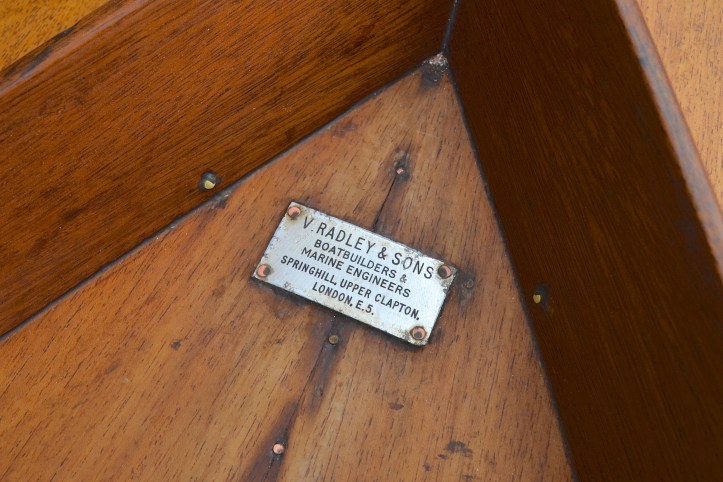 V. RADLEY & SONS
BOATBUILDERS &
MARINE ENGINEERS
SPRINGHILL, UPPER CLAPTON,
LONDON, E.5.